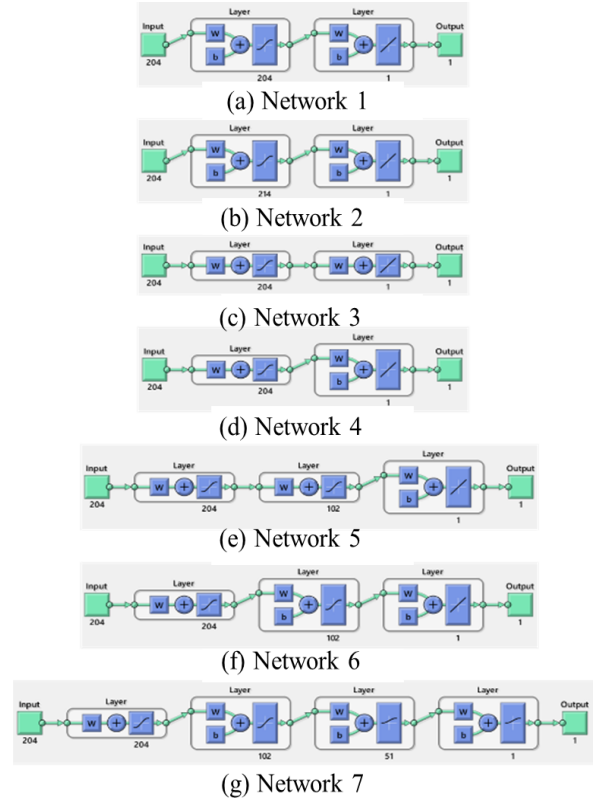 Input Layer Layer Output
W b + W b +
204 204 1 1
(a) Network 1
Input Layer Layer Output
W b + W b +
204 214 1 1
(b) Network 2
Input Layer Layer Output
W + W +
204 204 1 1
(c) Network 3
Input Layer Layer Output
W + W b +
204 204 1 1
(d) Network 4
Input Layer Layer Layer Output
W + W + W b +
204 204 102 1 1
(e) Network 5
Input Layer Layer Layer Output
W + W b + W b +
204 204 102 1 1
(f) Network 6
Input Layer Layer Layer Layer Output
W + W b + W b + W b +
204 204 102 51 1 1
(g) Network 7